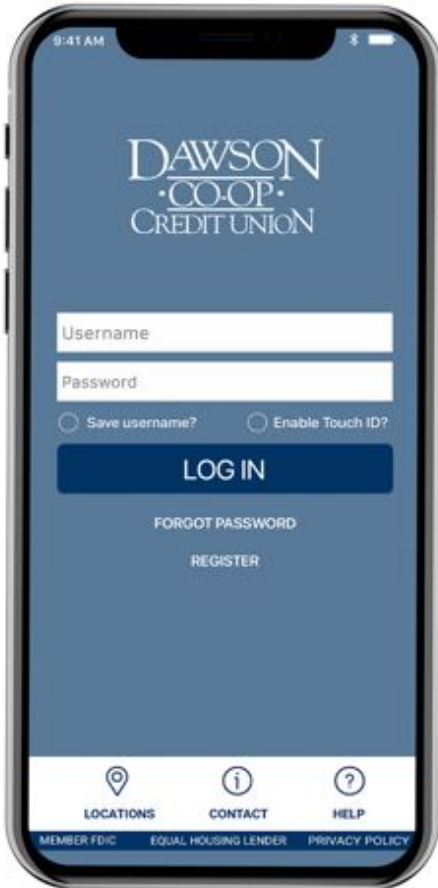 9:41 AM
DAWSON
·CO-OP·
CREDIT UNION
Username
Password
Save username? Enable Touch ID?
LOG IN
FORGOT PASSWORD
REGISTER
LOCATIONS CONTACT HELP
MEMBER FDIC EQUAL HOUSING LENDER PRIVACY POLICY